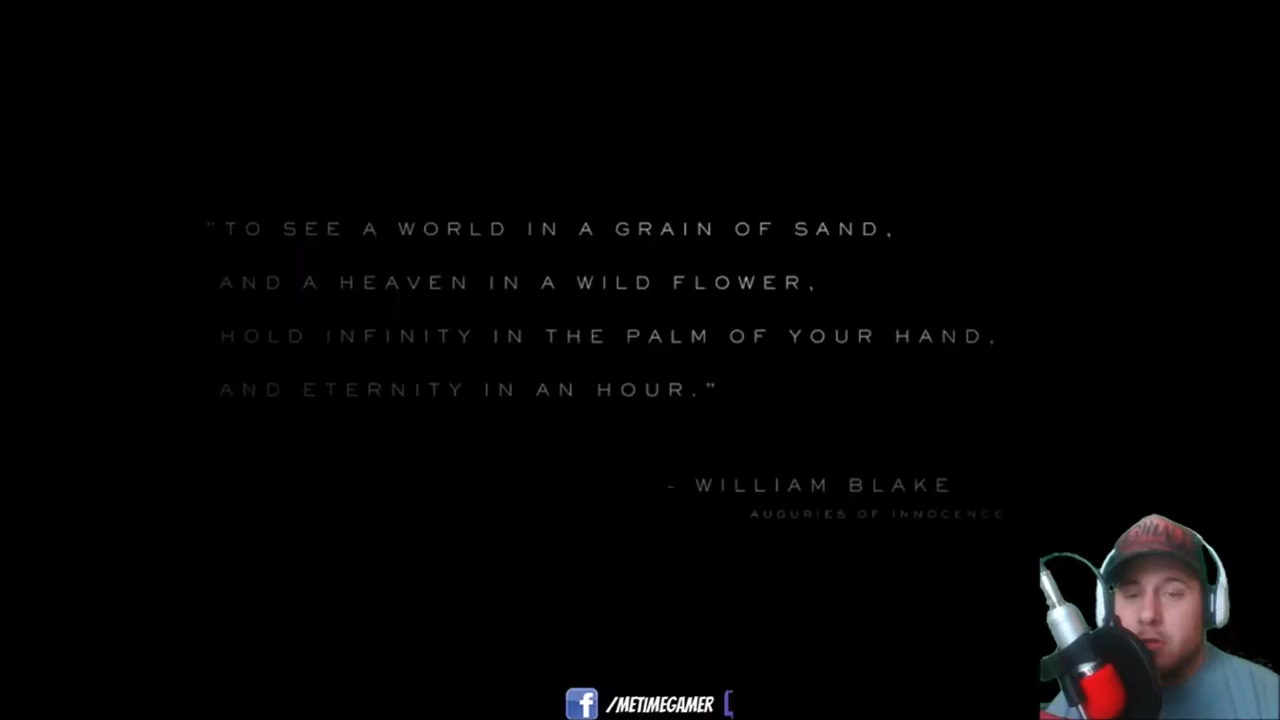 "TO SEE A WORLD IN A GRAIN OF SAND,
AND A HEAVEN IN A WILD FLOWER,
HOLD INFINITY IN THE PALM OF YOUR HAND,
AND ETERNITY IN AN HOUR."
- WILLIAM BLAKE
AUGURIES OF INNOCENCE
/METIMEGAMER